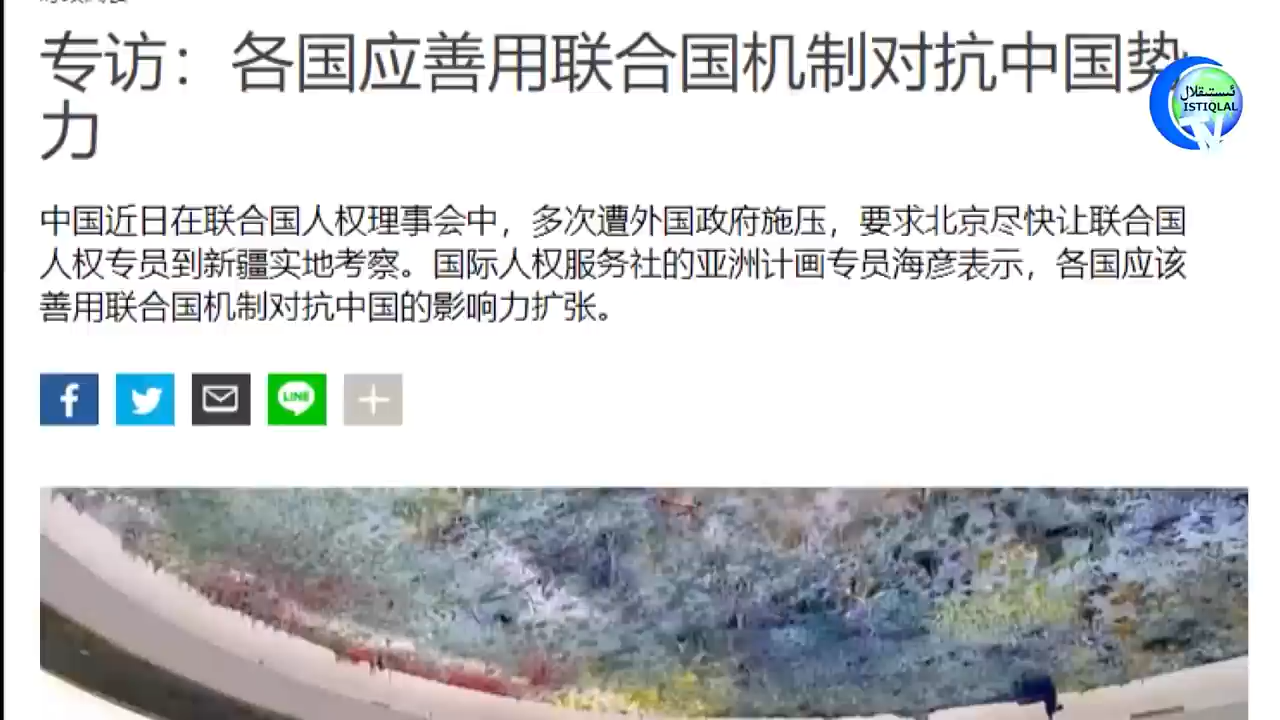 专访：各国应善用联合国机制对抗中国势
力
ئىستىقلال
ISTIQLAL
TV
中国近日在联合国人权理事会中，多次遭外国政府施压，要求北京尽快让联合国
人权专员到新疆实地考察。国际人权服务社的亚洲计画专员海彦表示，各国应该
善用联合国机制对抗中国的影响力扩张。
LINE